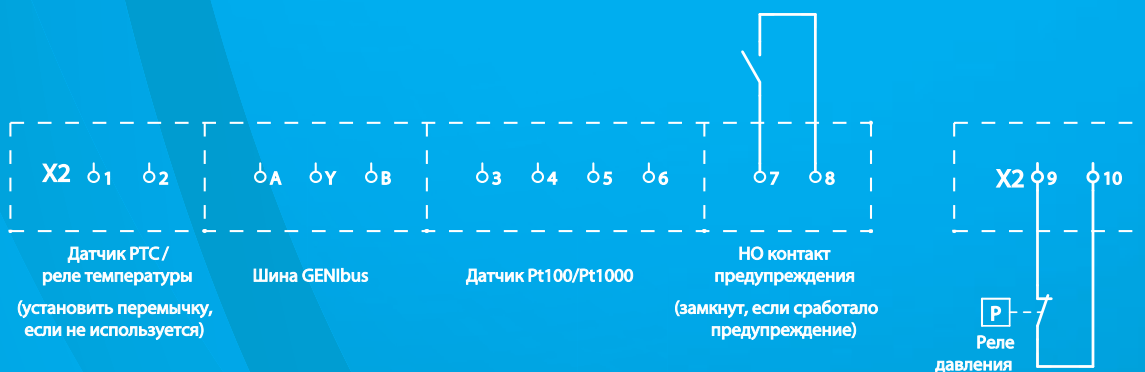 X2 1 2 A Y B 3 4 5 6 7 8 X2 9 10
Датчик PTC /
реле температуры
(установить перемычку,
если не используется)
Шина GENIbus
Датчик Pt100/Pt1000
НО контакт
предупреждения
(замкнут, если сработало
предупреждение)
P
Реле
давления